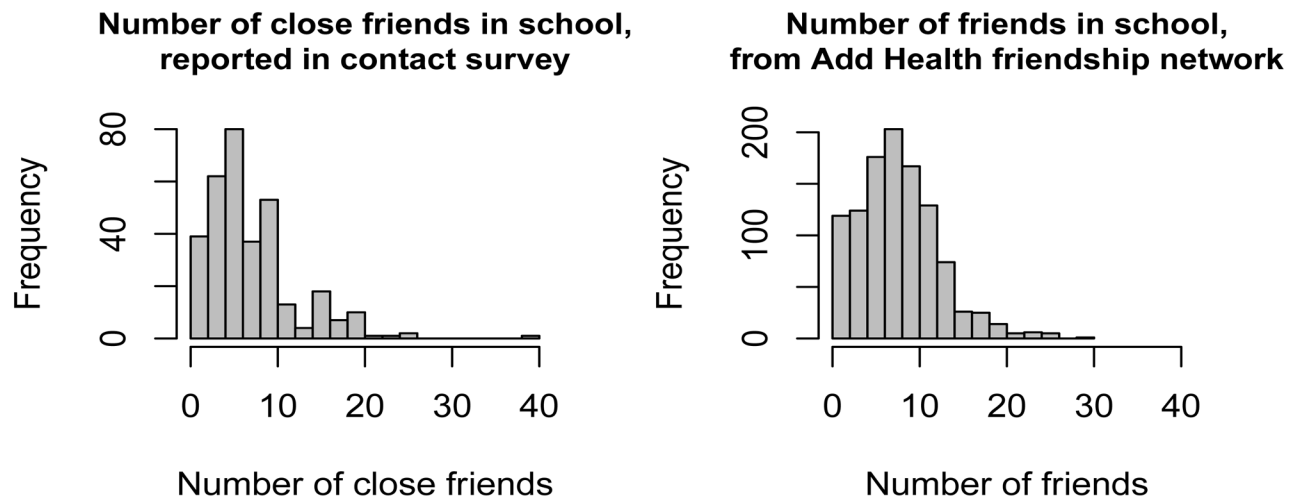 Number of close friends in school,
reported in contact survey
Frequency
80
40
0
0 10 20 30 40
Number of close friends
Number of friends in school,
from Add Health friendship network
Frequency
200
100
0
0 10 20 30 40
Number of friends